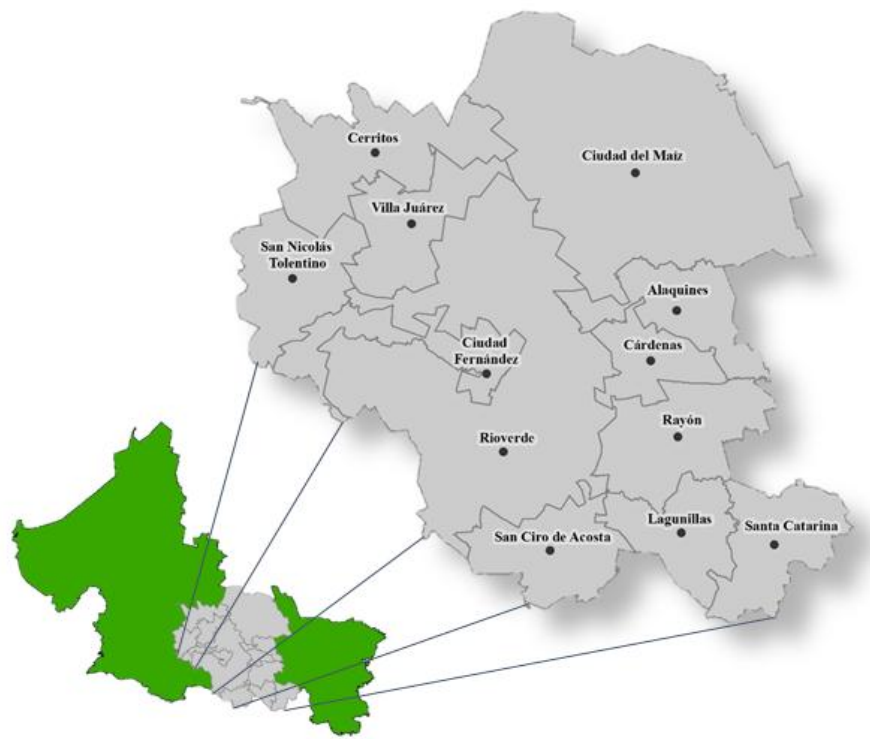 Cerritos
Ciudad del Maíz
Villa Juárez
San Nicolás
Tolentino
Alaquines
Ciudad
Fernández
Cárdenas
Rayón
Rioverde
Lagunillas
Santa Catarina
San Ciro de Acosta